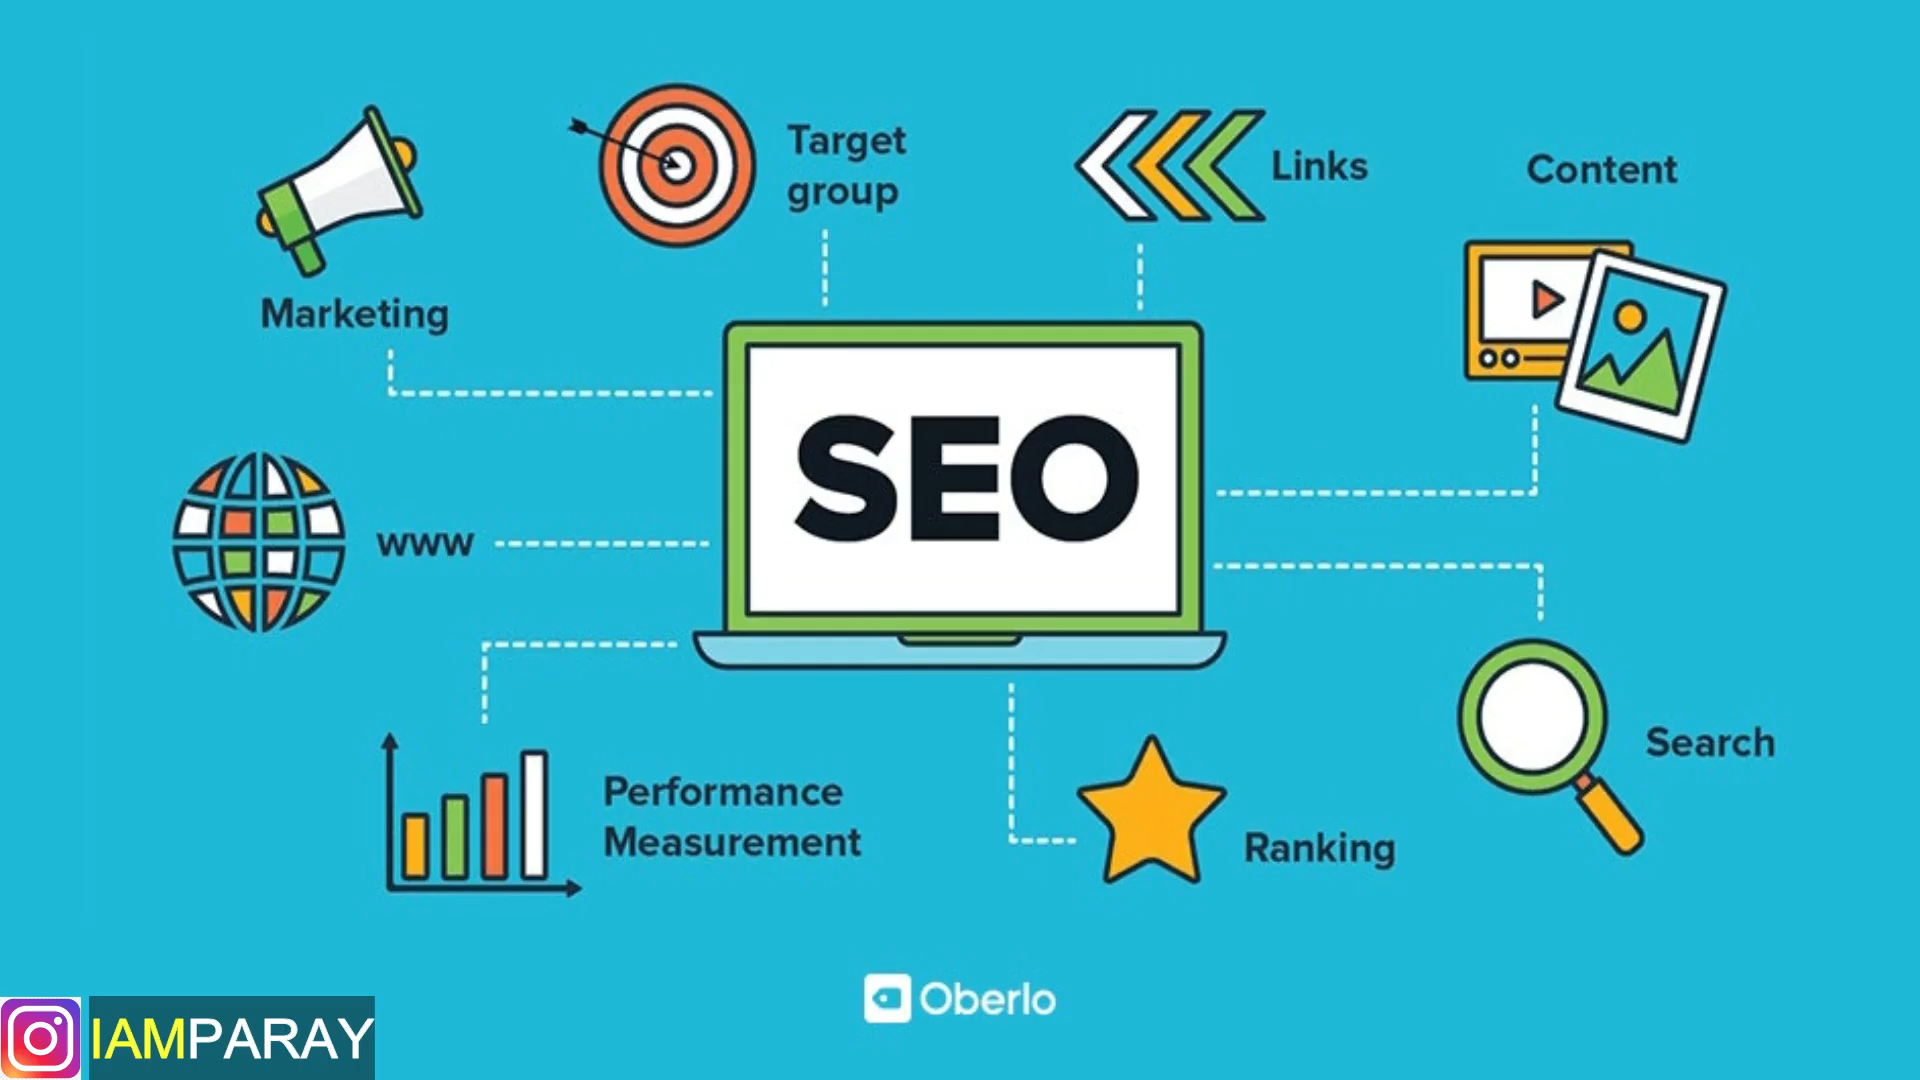 Target
group
Links
Content
Marketing
SEO
www
Search
Performance
Measurement
Ranking
Oberlo
IAMPARAY